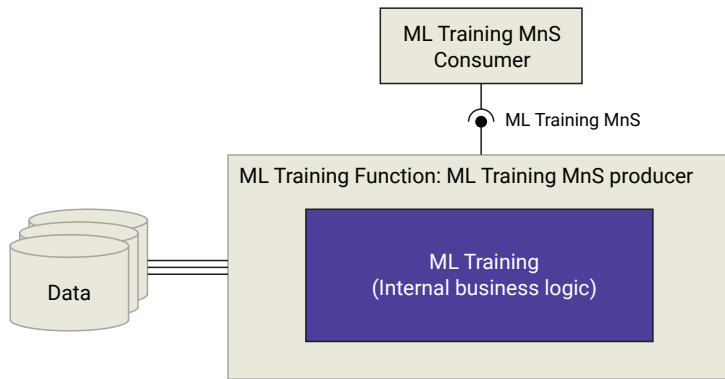 ML Training MnS
Consumer
ML Training MnS
ML Training Function: ML Training MnS producer
ML Training
(Internal business logic)
Data